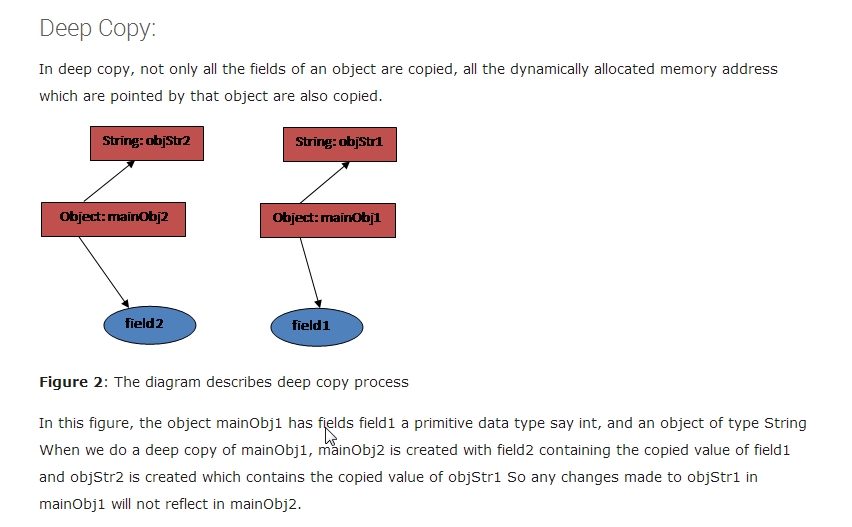 Deep Copy:
In deep copy, not only all the fields of an object are copied, all the dynamically allocated memory address
which are pointed by that object are also copied.
String: objStr2
String: objStr1
Object: mainObj2
Object: mainObj1
field2
field1
Figure 2: The diagram describes deep copy process
In this figure, the object mainObj1 has fields field1 a primitive data type say int, and an object of type String
When we do a deep copy of mainObj1, mainObj2 is created with field2 containing the copied value of field1
and objStr2 is created which contains the copied value of objStr1 So any changes made to objStr1 in
mainObj1 will not reflect in mainObj2.